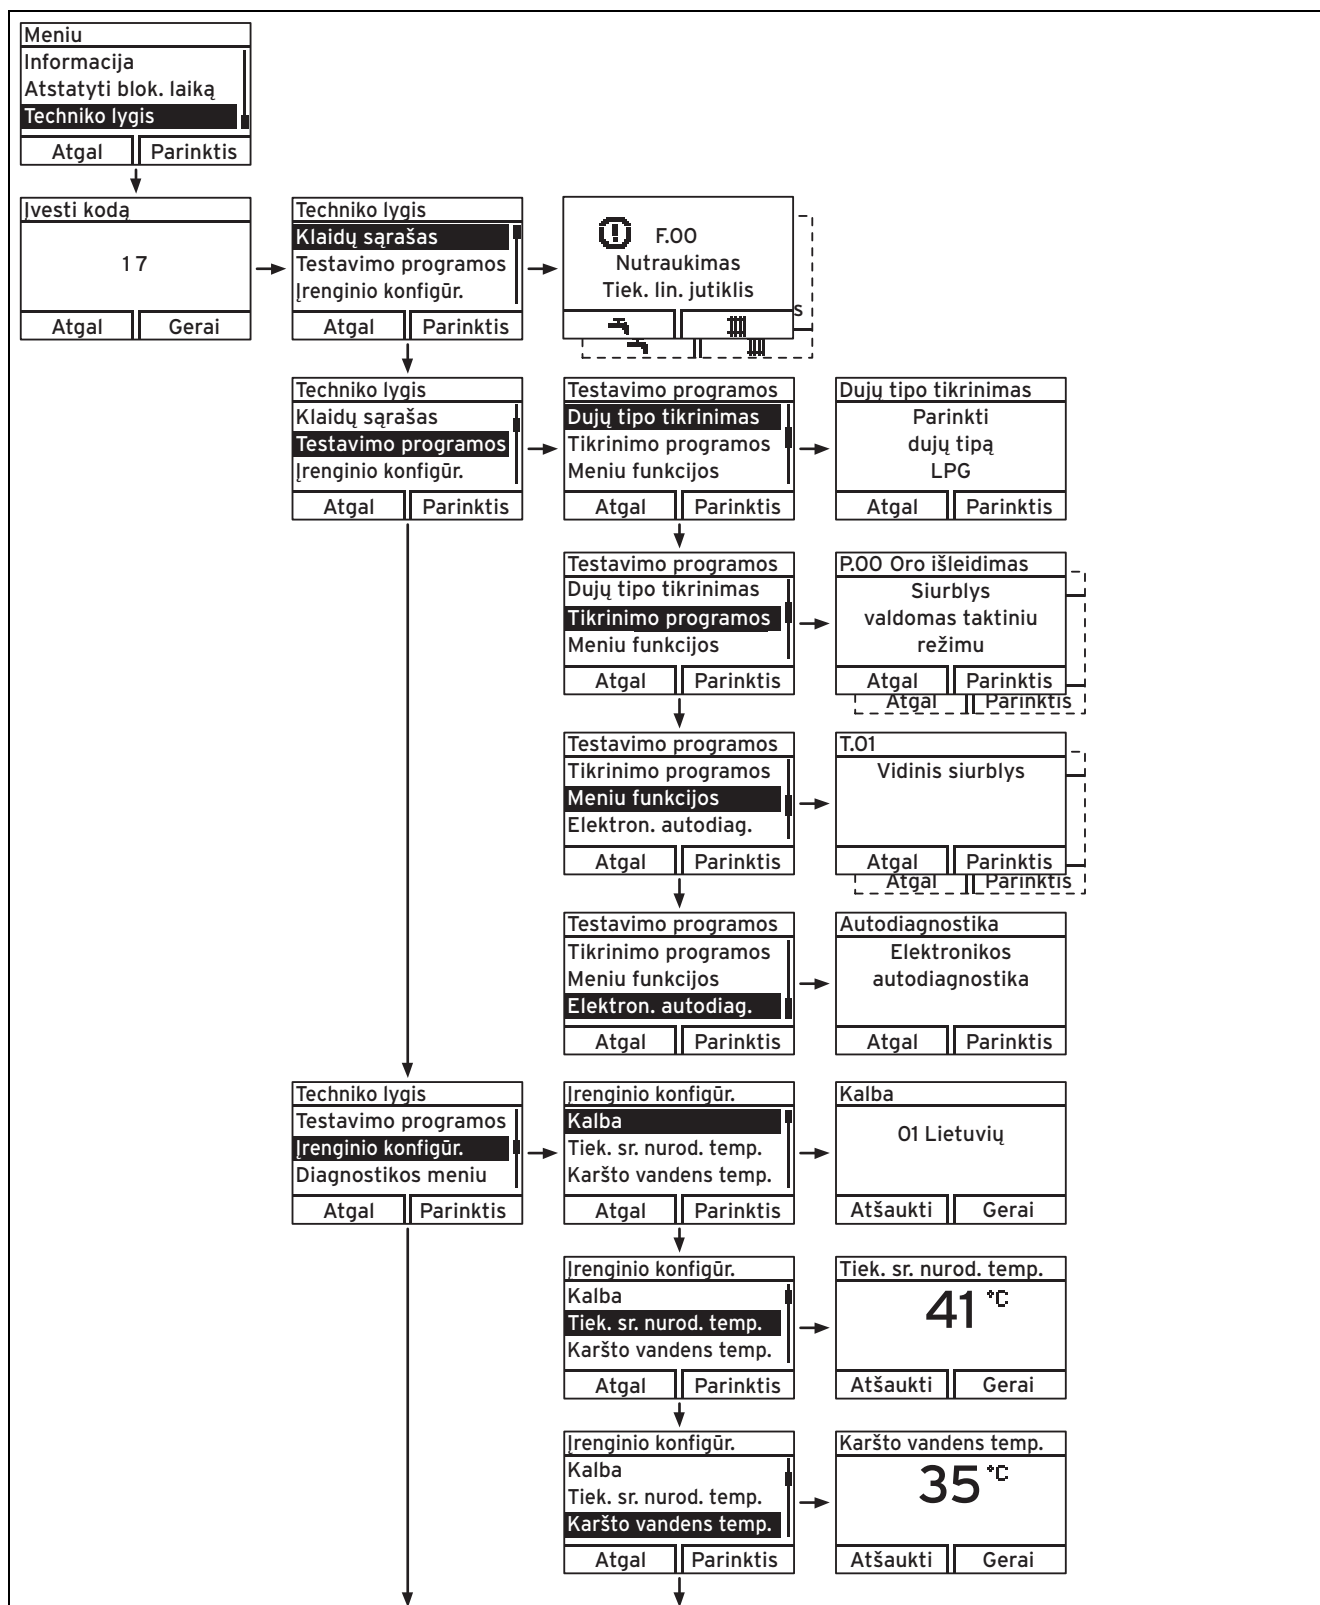 Meniu
Informacija
Atstatyti blok. laiką
Techniko lygis
Atgal Parinktis
Įvesti kodą
17
Atgal Gerai
Techniko lygis
Klaidų sąrašas
Testavimo programos
Įrenginio konfigūr.
Atgal Parinktis
F.00
Nutraukimas
Tiek. lin. jutiklis
s
Techniko lygis
Klaidų sąrašas
Testavimo programos
Įrenginio konfigūr.
Atgal Parinktis
Testavimo programos
Dujų tipo tikrinimas
Tikrinimo programos
Meniu funkcijos
Atgal Parinktis
Dujų tipo tikrinimas
Parinkti
dujų tipą
LPG
Atgal Parinktis
Testavimo programos
Dujų tipo tikrinimas
Tikrinimo programos
Meniu funkcijos
Atgal Parinktis
P.00 Oro išleidimas
Siurblys
valdomas taktiniu
režimu
Atgal Parinktis
Atgal Parinktis
Testavimo programos
Tikrinimo programos
Meniu funkcijos
Elektron. autodiag.
Atgal Parinktis
T.01
Vidinis siurblys
Atgal Parinktis
Atgal Parinktis
Testavimo programos
Tikrinimo programos
Meniu funkcijos
Elektron. autodiag.
Atgal Parinktis
Autodiagnostika
Elektronikos
autodiagnostika
Atgal Parinktis
Techniko lygis
Testavimo programos
Įrenginio konfigūr.
Diagnostikos meniu
Atgal Parinktis
Įrenginio konfigūr.
Kalba
Tiek. sr. nurod. temp.
Karšto vandens temp.
Atgal Parinktis
Kalba
01 Lietuvių
Atšaukti Gerai
Įrenginio konfigūr.
Kalba
Tiek. sr. nurod. temp.
Karšto vandens temp.
Atgal Parinktis
Tiek. sr. nurod. temp.
41 °C
Atšaukti Gerai
Įrenginio konfigūr.
Kalba
Tiek. sr. nurod. temp.
Karšto vandens temp.
Atgal Parinktis
Karšto vandens temp.
35 °C
Atšaukti Gerai